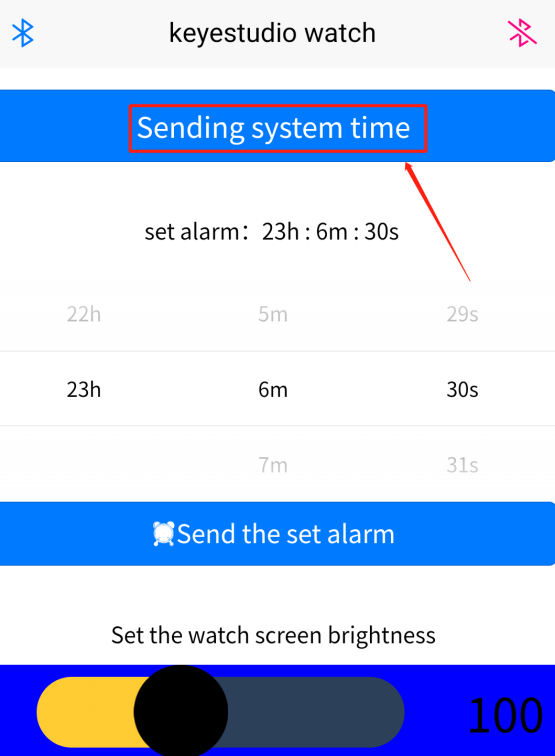 keyestudio watch
Sending system time
set alarm：23h : 6m : 30s
22h 5m 29s
23h 6m 30s
7m 31s
Send the set alarm
Set the watch screen brightness
100